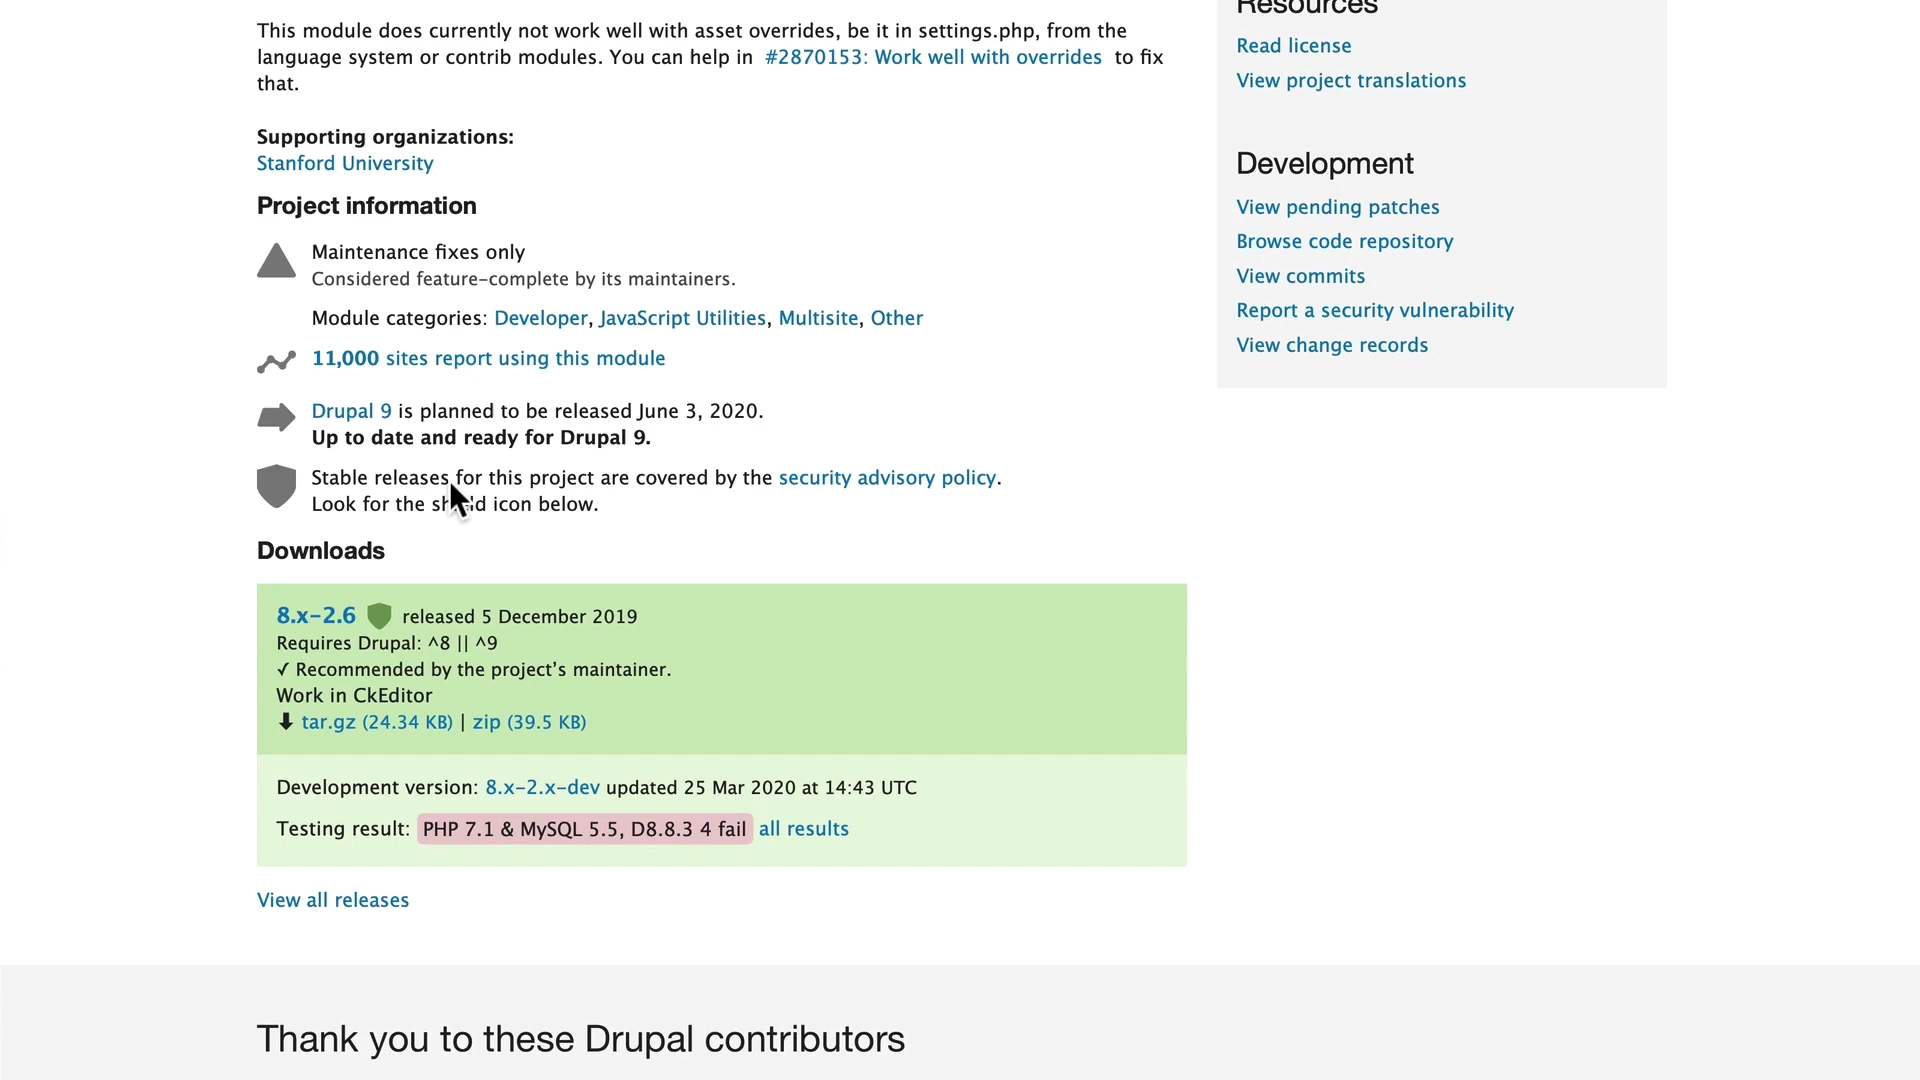 This module does currently not work well with asset overrides, be it in settings.php, from the
language system or contrib modules. You can help in #2870153: Work well with overrides to fix
that.
Supporting organizations:
Stanford University
Project information
Maintenance fixes only
Considered feature-complete by its maintainers.
Module categories: Developer, JavaScript Utilities, Multisite, Other
11,000 sites report using this module
Drupal 9 is planned to be released June 3, 2020.
Up to date and ready for Drupal 9.
Stable releases for this project are covered by the security advisory policy.
Look for the shield icon below.
Downloads
8.x-2.6 released 5 December 2019
Requires Drupal: ^8 || ^9
✓ Recommended by the project’s maintainer.
Work in CkEditor
tar.gz (24.34 KB) | zip (39.5 KB)
Development version: 8.x-2.x-dev updated 25 Mar 2020 at 14:43 UTC
Testing result: PHP 7.1 & MySQL 5.5, D8.8.3 4 fail all results
View all releases
Resources
Read license
View project translations
Development
View pending patches
Browse code repository
View commits
Report a security vulnerability
View change records
Thank you to these Drupal contributors